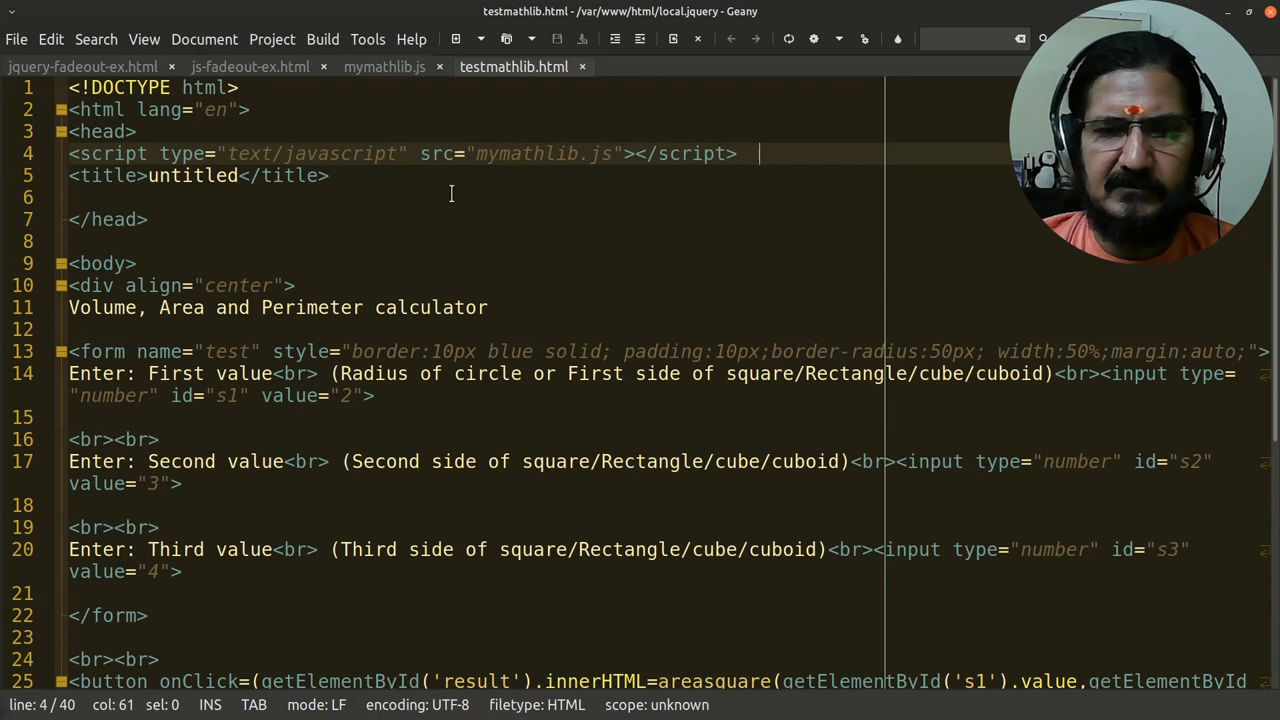 testmathlib.html - /var/www/html/local.jquery - Geany
File Edit Search View Document Project Build Tools Help
jquery-fadeout-ex.html × js-fadeout-ex.html × mymathlib.js × testmathlib.html ×
1 <!DOCTYPE html>
2 <html lang="en">
3 <head>
4 <script type="text/javascript" src="mymathlib.js"></script>
5 <title>untitled</title>
6
7 </head>
8
9 <body>
10 <div align="center">
11 Volume, Area and Perimeter calculator
12
13 <form name="test" style="border:10px blue solid; padding:10px;border-radius:50px; width:50%;margin:auto;">
14 Enter: First value<br> (Radius of circle or First side of square/Rectangle/cube/cuboid)<br><input type=
"number" id="s1" value="2">
15
16 <br><br>
17 Enter: Second value<br> (Second side of square/Rectangle/cube/cuboid)<br><input type="number" id="s2"
value="3">
18
19 <br><br>
20 Enter: Third value<br> (Third side of square/Rectangle/cube/cuboid)<br><input type="number" id="s3"
value="4">
21
22 </form>
23
24 <br><br>
25 <button onClick=(getElementById('result').innerHTML=areasquare(getElementById('s1').value,getElementById
line: 4 / 40 col: 61 sel: 0 INS TAB mode: LF encoding: UTF-8 filetype: HTML scope: unknown